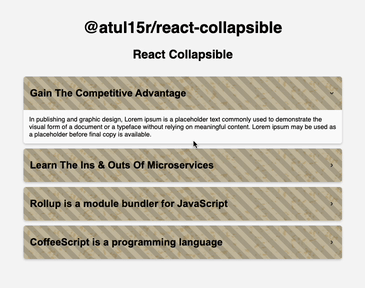 @atul15r/react-collapsible
React Collapsible
Gain The Competitive Advantage
In publishing and graphic design, Lorem ipsum is a placeholder text commonly used to demonstrate the
visual form of a document or a typeface without relying on meaningful content. Lorem ipsum may be used as
a placeholder before final copy is available.
Learn The Ins & Outs Of Microservices
Rollup is a module bundler for JavaScript
CoffeeScript is a programming language